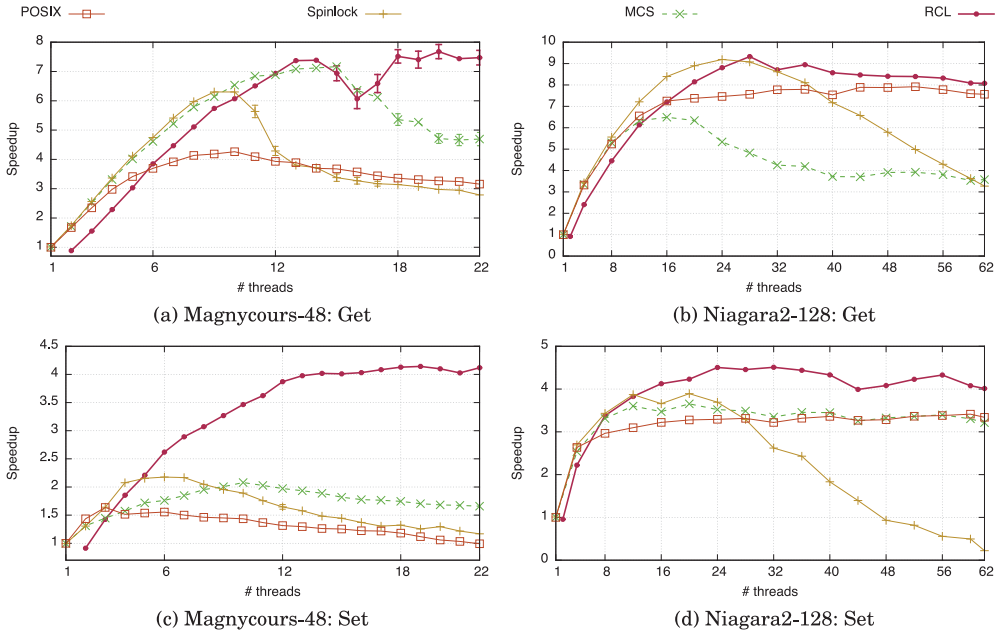 POSIX Spinlock MCS RCL
8
7
6
5
4
3
2
1
Speedup
1 6 12 18 22
# threads
(a) Magnycours-48: Get
10
9
8
7
6
5
4
3
2
1
0
Speedup
1 8 16 24 32 40 48 56 62
# threads
(b) Niagara2-128: Get
4.5
4
3.5
3
2.5
2
1.5
1
Speedup
1 6 12 18 22
# threads
(c) Magnycours-48: Set
5
4
3
2
1
0
Speedup
1 8 16 24 32 40 48 56 62
# threads
(d) Niagara2-128: Set